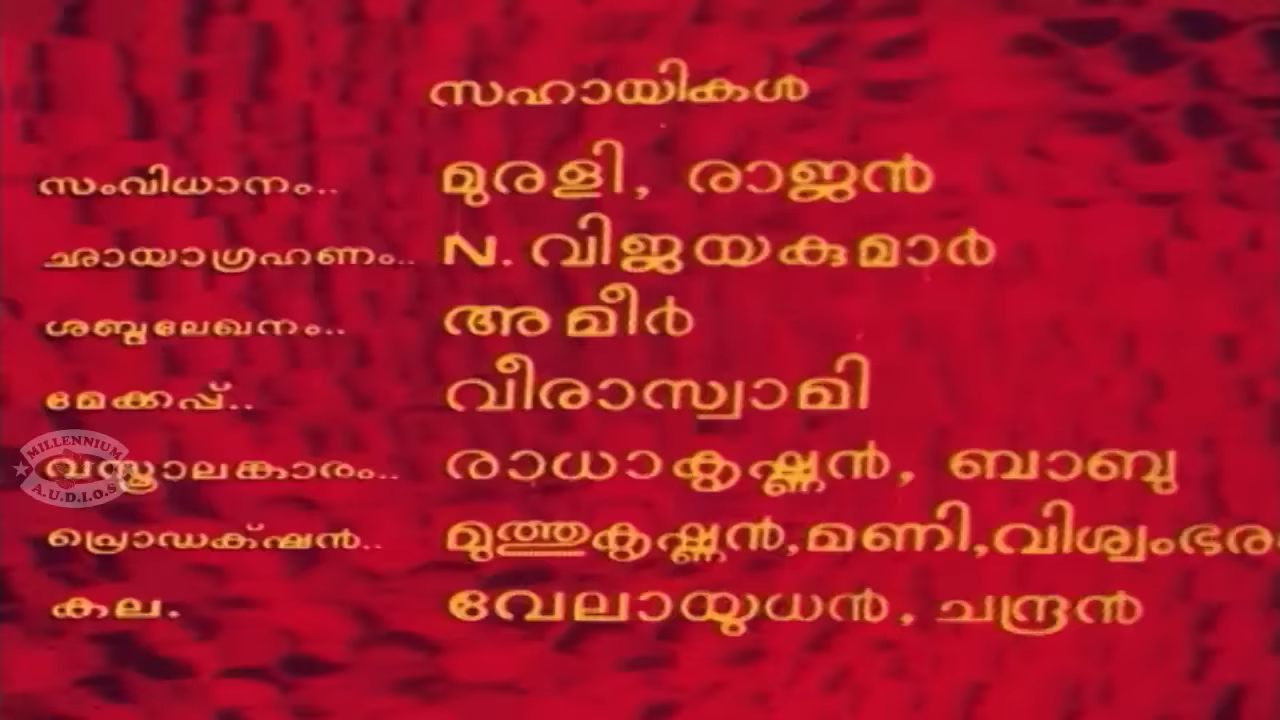 സഹായികൾ
സംവിധാനം.. മുരളി, രാജൻ
ഛായാഗ്രഹണം.. N. വിജയകുമാർ
ശബ്ദലേഖനം.. അമീർ
മേക്കപ്പ്.. വീരാസ്വാമി
MILLENNIUM
A.U.D.I.O.S
വസ്ത്രാലങ്കാരം.. രാധാകൃഷ്ണൻ, ബാബു
പ്രൊഡക്ഷൻ.. മുത്തുകൃഷ്ണൻ, മണി, വിശ്വംഭര
കല. വേലായുധൻ, ചന്ദ്രൻ